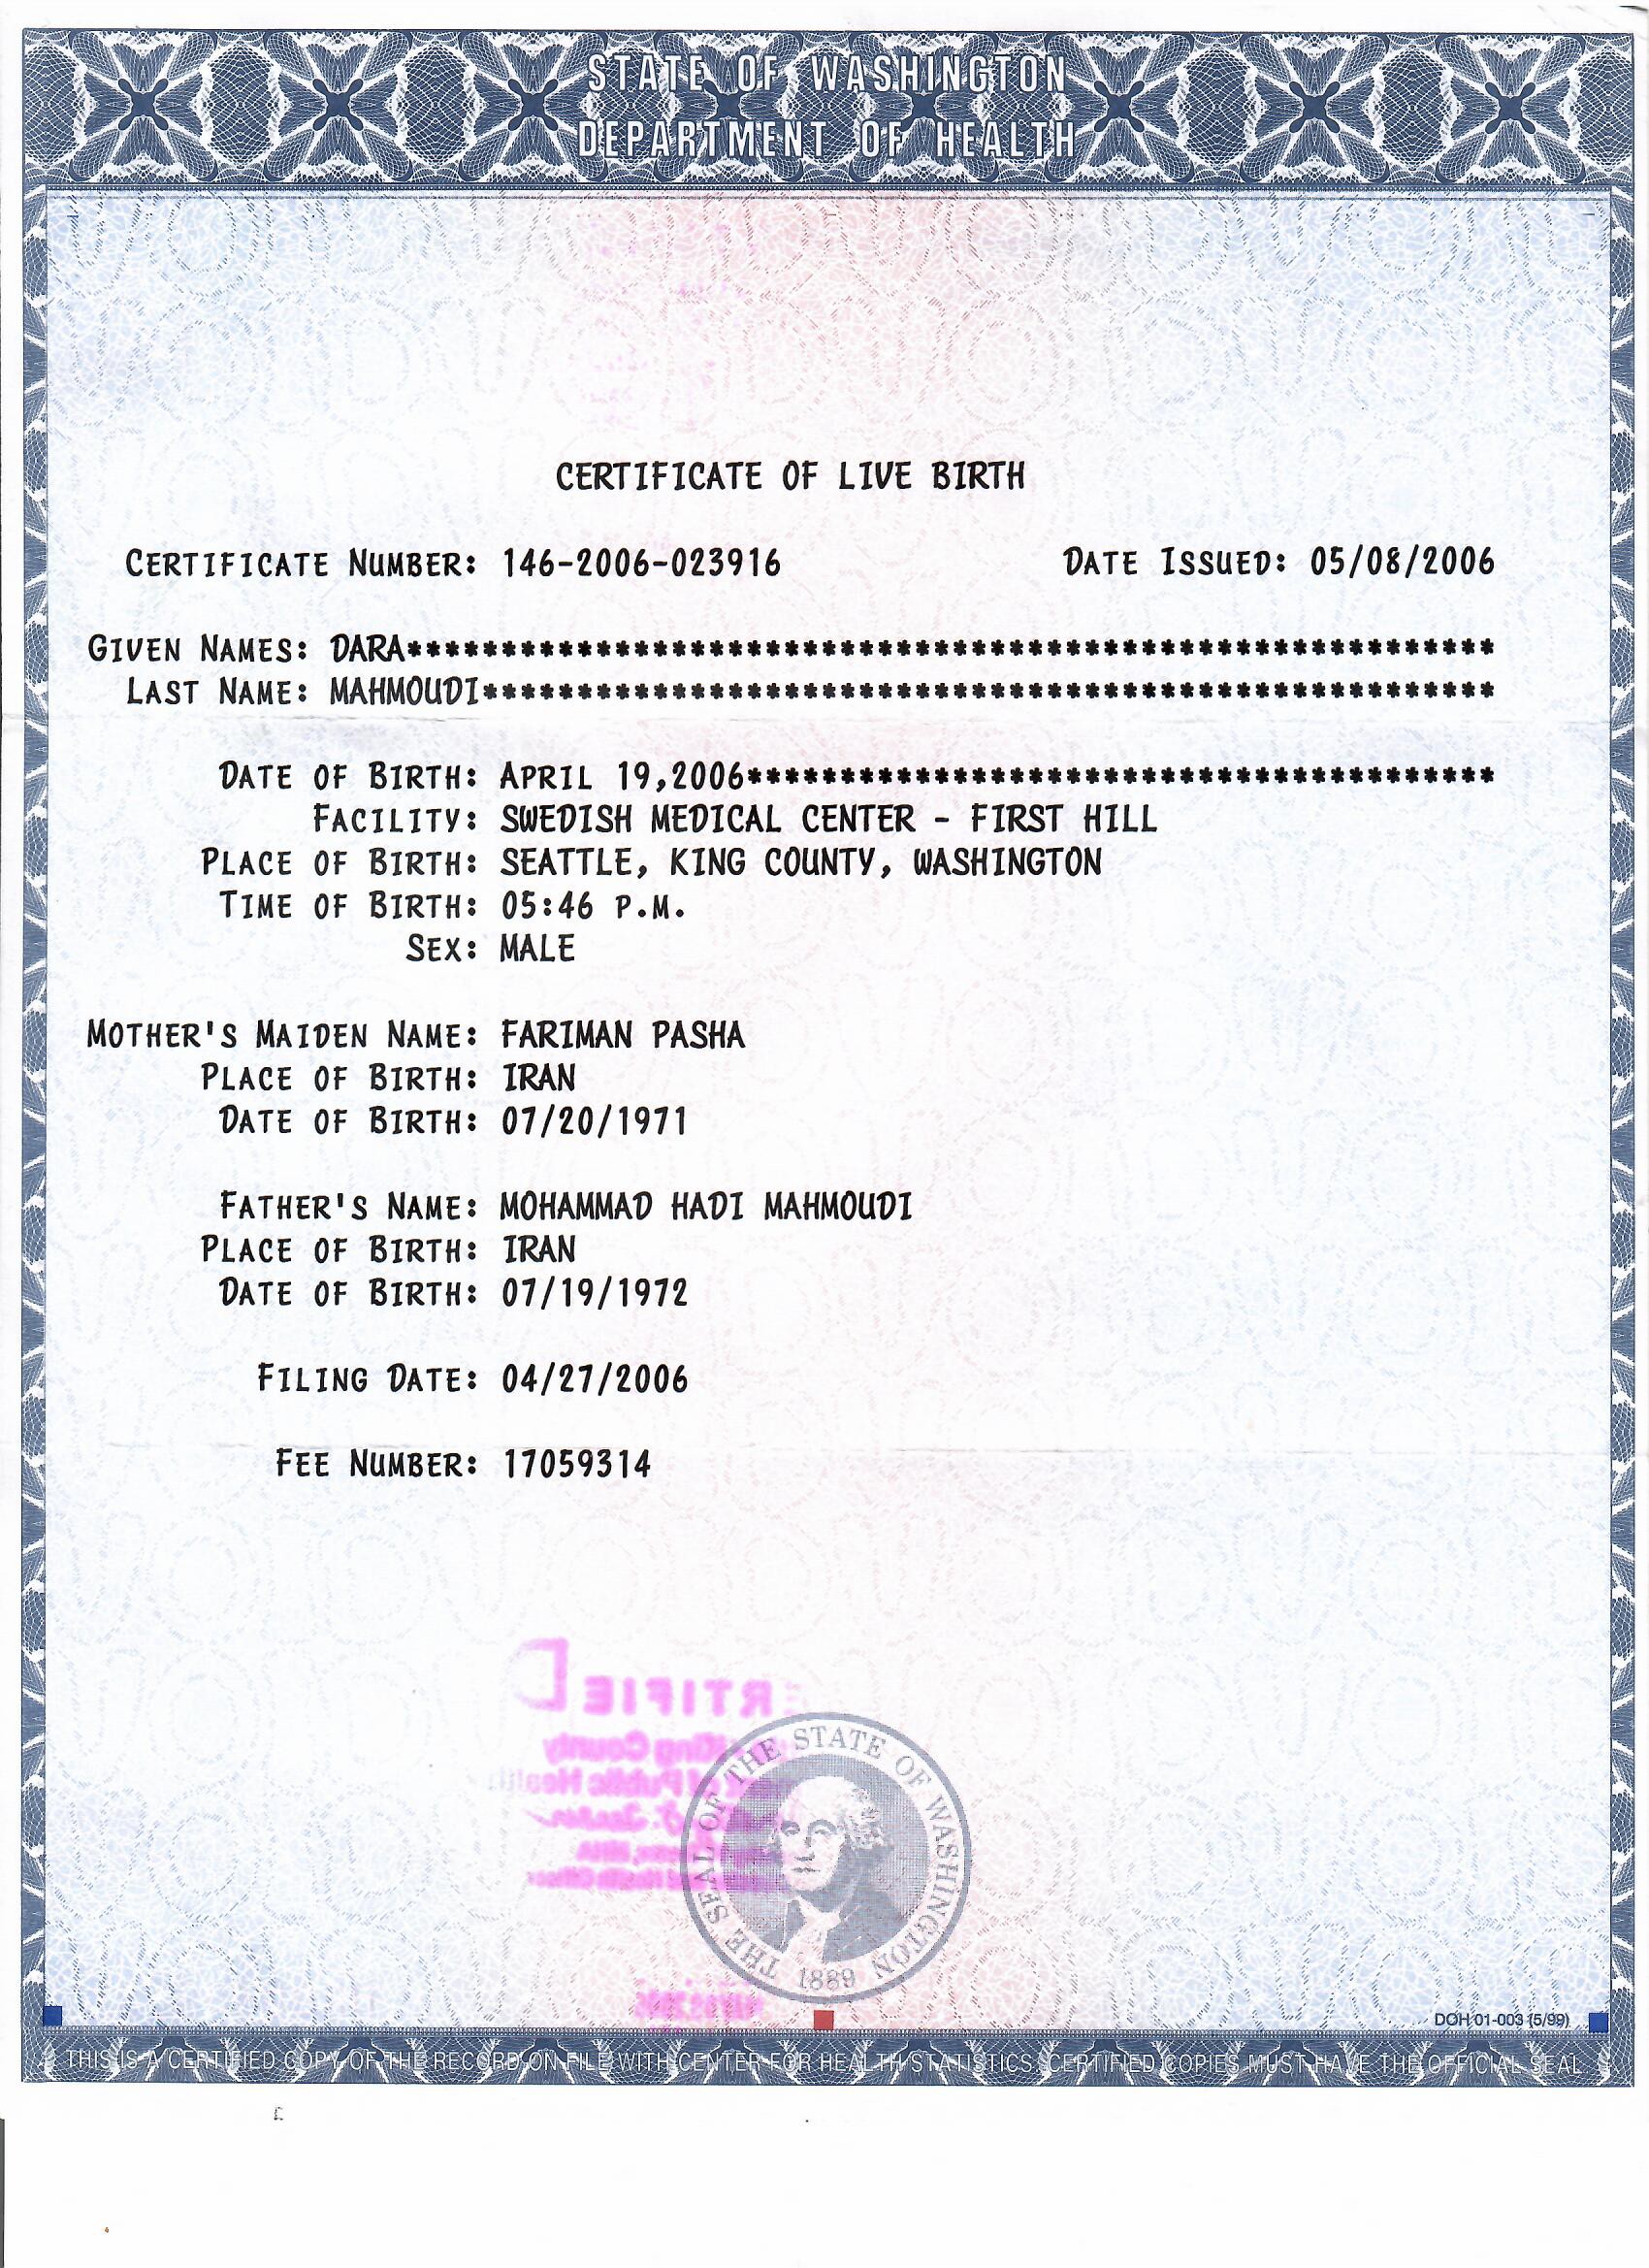 STATE OF WASHINGTON
DEPARTMENT OF HEALTH
CERTIFICATE OF LIVE BIRTH
CERTIFICATE NUMBER: 146-2006-023916 DATE ISSUED: 05/08/2006
GIVEN NAMES: DARA**********************************************************
LAST NAME: MAHMOUDI******************************************************
DATE OF BIRTH: APRIL 19,2006****************************************
FACILITY: SWEDISH MEDICAL CENTER - FIRST HILL
PLACE OF BIRTH: SEATTLE, KING COUNTY, WASHINGTON
TIME OF BIRTH: 05:46 P.M.
SEX: MALE
MOTHER'S MAIDEN NAME: FARIMAN PASHA
PLACE OF BIRTH: IRAN
DATE OF BIRTH: 07/20/1971
FATHER'S NAME: MOHAMMAD HADI MAHMOUDI
PLACE OF BIRTH: IRAN
DATE OF BIRTH: 07/19/1972
FILING DATE: 04/27/2006
FEE NUMBER: 17059314
ERTIFIED
King County
of Public Health
THE SEAL OF THE STATE OF WASHINGTON
1889
DOH 01-003 (5/99)
THIS IS A CERTIFIED COPY OF THE RECORD ON FILE WITH CENTER FOR HEALTH STATISTICS. CERTIFIED COPIES MUST HAVE THE OFFICIAL SEAL